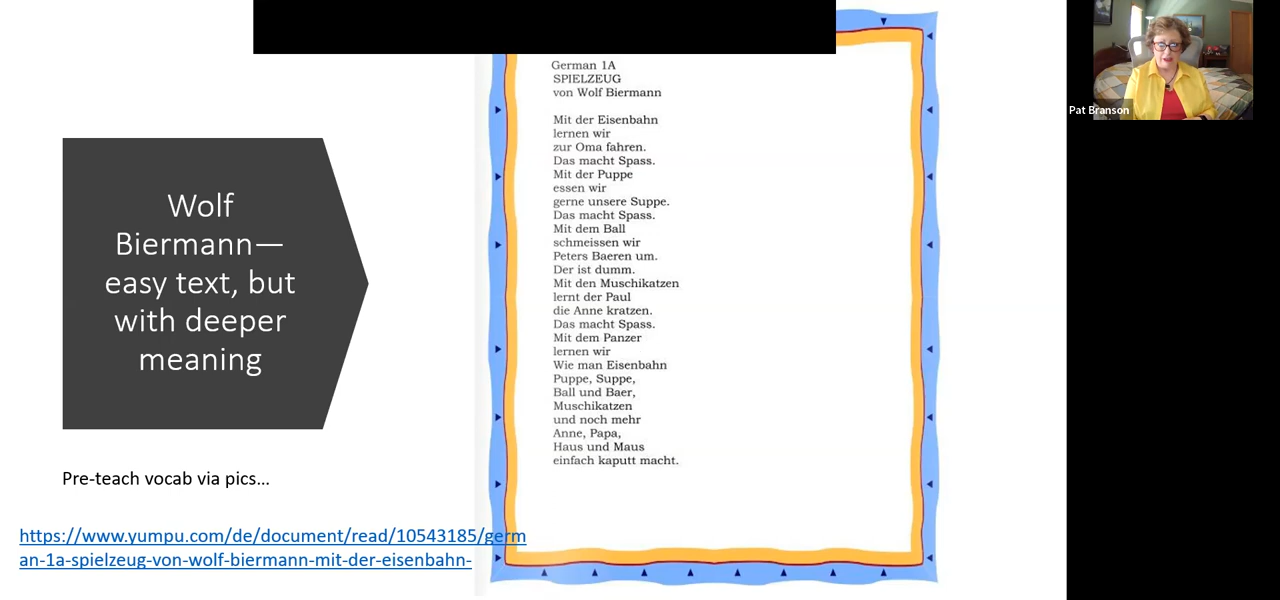 Wolf
Biermann—
easy text, but
with deeper
meaning
Pre-teach vocab via pics...
https://www.yumpu.com/de/document/read/10543185/germ
an-1a-spielzeug-von-wolf-biermann-mit-der-eisenbahn-
German 1A
SPIELZEUG
von Wolf Biermann
Mit der Eisenbahn
lernen wir
zur Oma fahren.
Das macht Spass.
Mit der Puppe
essen wir
gerne unsere Suppe.
Das macht Spass.
Mit dem Ball
schmeissen wir
Peters Baeren um.
Der ist dumm.
Mit den Muschikatzen
lernt der Paul
die Anne kratzen.
Das macht Spass.
Mit dem Panzer
lernen wir
Wie man Eisenbahn
Puppe, Suppe,
Ball und Baer,
Muschikatzen
und noch mehr
Anne, Papa,
Haus und Maus
einfach kaputt macht.
Pat Branson